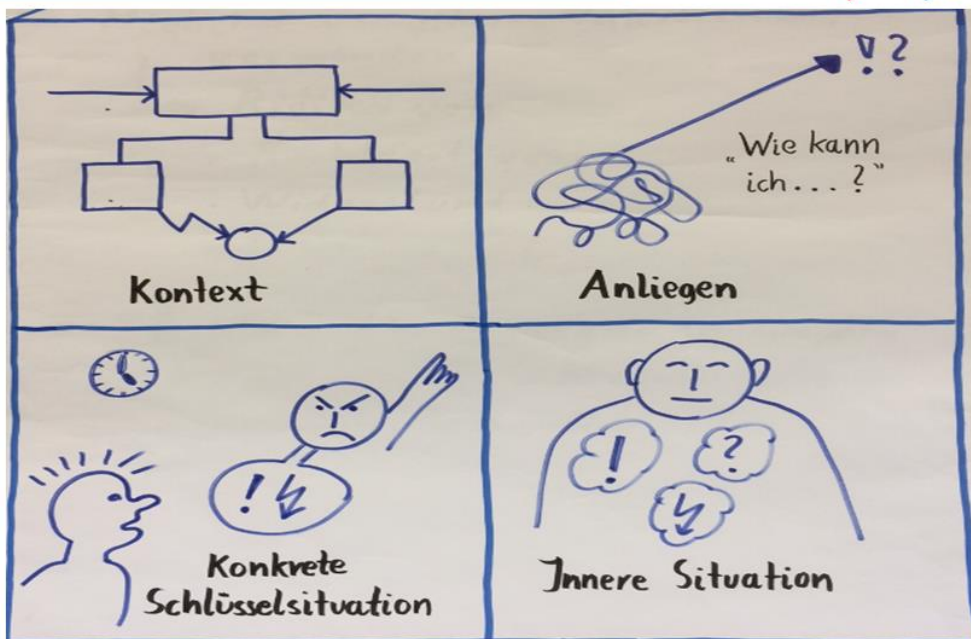 Kontext
! ?
„Wie kann
ich...?"
Anliegen
! 
Konkrete
Schlüsselsituation
! ?
Innere Situation